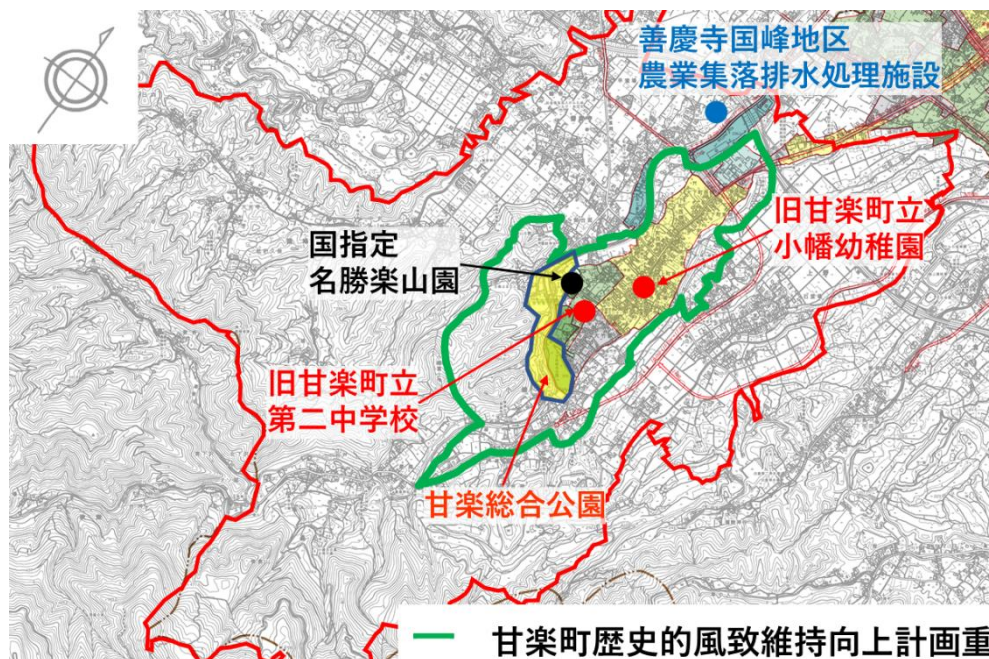 善慶寺国峰地区
農業集落排水処理施設
旧甘楽町立
小幡幼稚園
国指定
名勝楽山園
旧甘楽町立
第二中学校
甘楽総合公園
甘楽町歴史的風致維持向上計画重